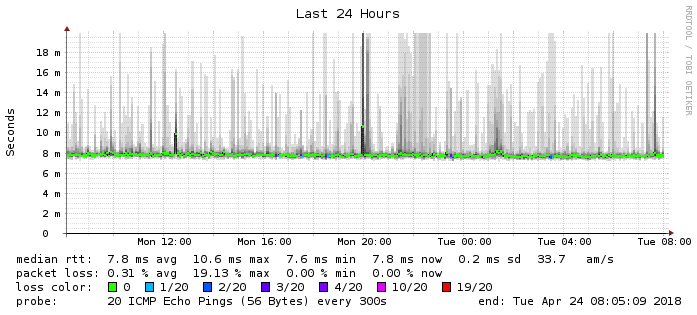 Last 24 Hours
RRDTOOL / TOBI OETIKER
Seconds
18 m
16 m
14 m
12 m
10 m
8 m
6 m
4 m
2 m
0
Mon 12:00 Mon 16:00 Mon 20:00 Tue 00:00 Tue 04:00 Tue 08:00
median rtt: 7.8 ms avg 10.6 ms max 7.6 ms min 7.8 ms now 0.2 ms sd 33.7 am/s
packet loss: 0.31 % avg 19.13 % max 0.00 % min 0.00 % now
loss color: 0 1/20 2/20 3/20 4/20 10/20 19/20
probe: 20 ICMP Echo Pings (56 Bytes) every 300s end: Tue Apr 24 08:05:09 2018